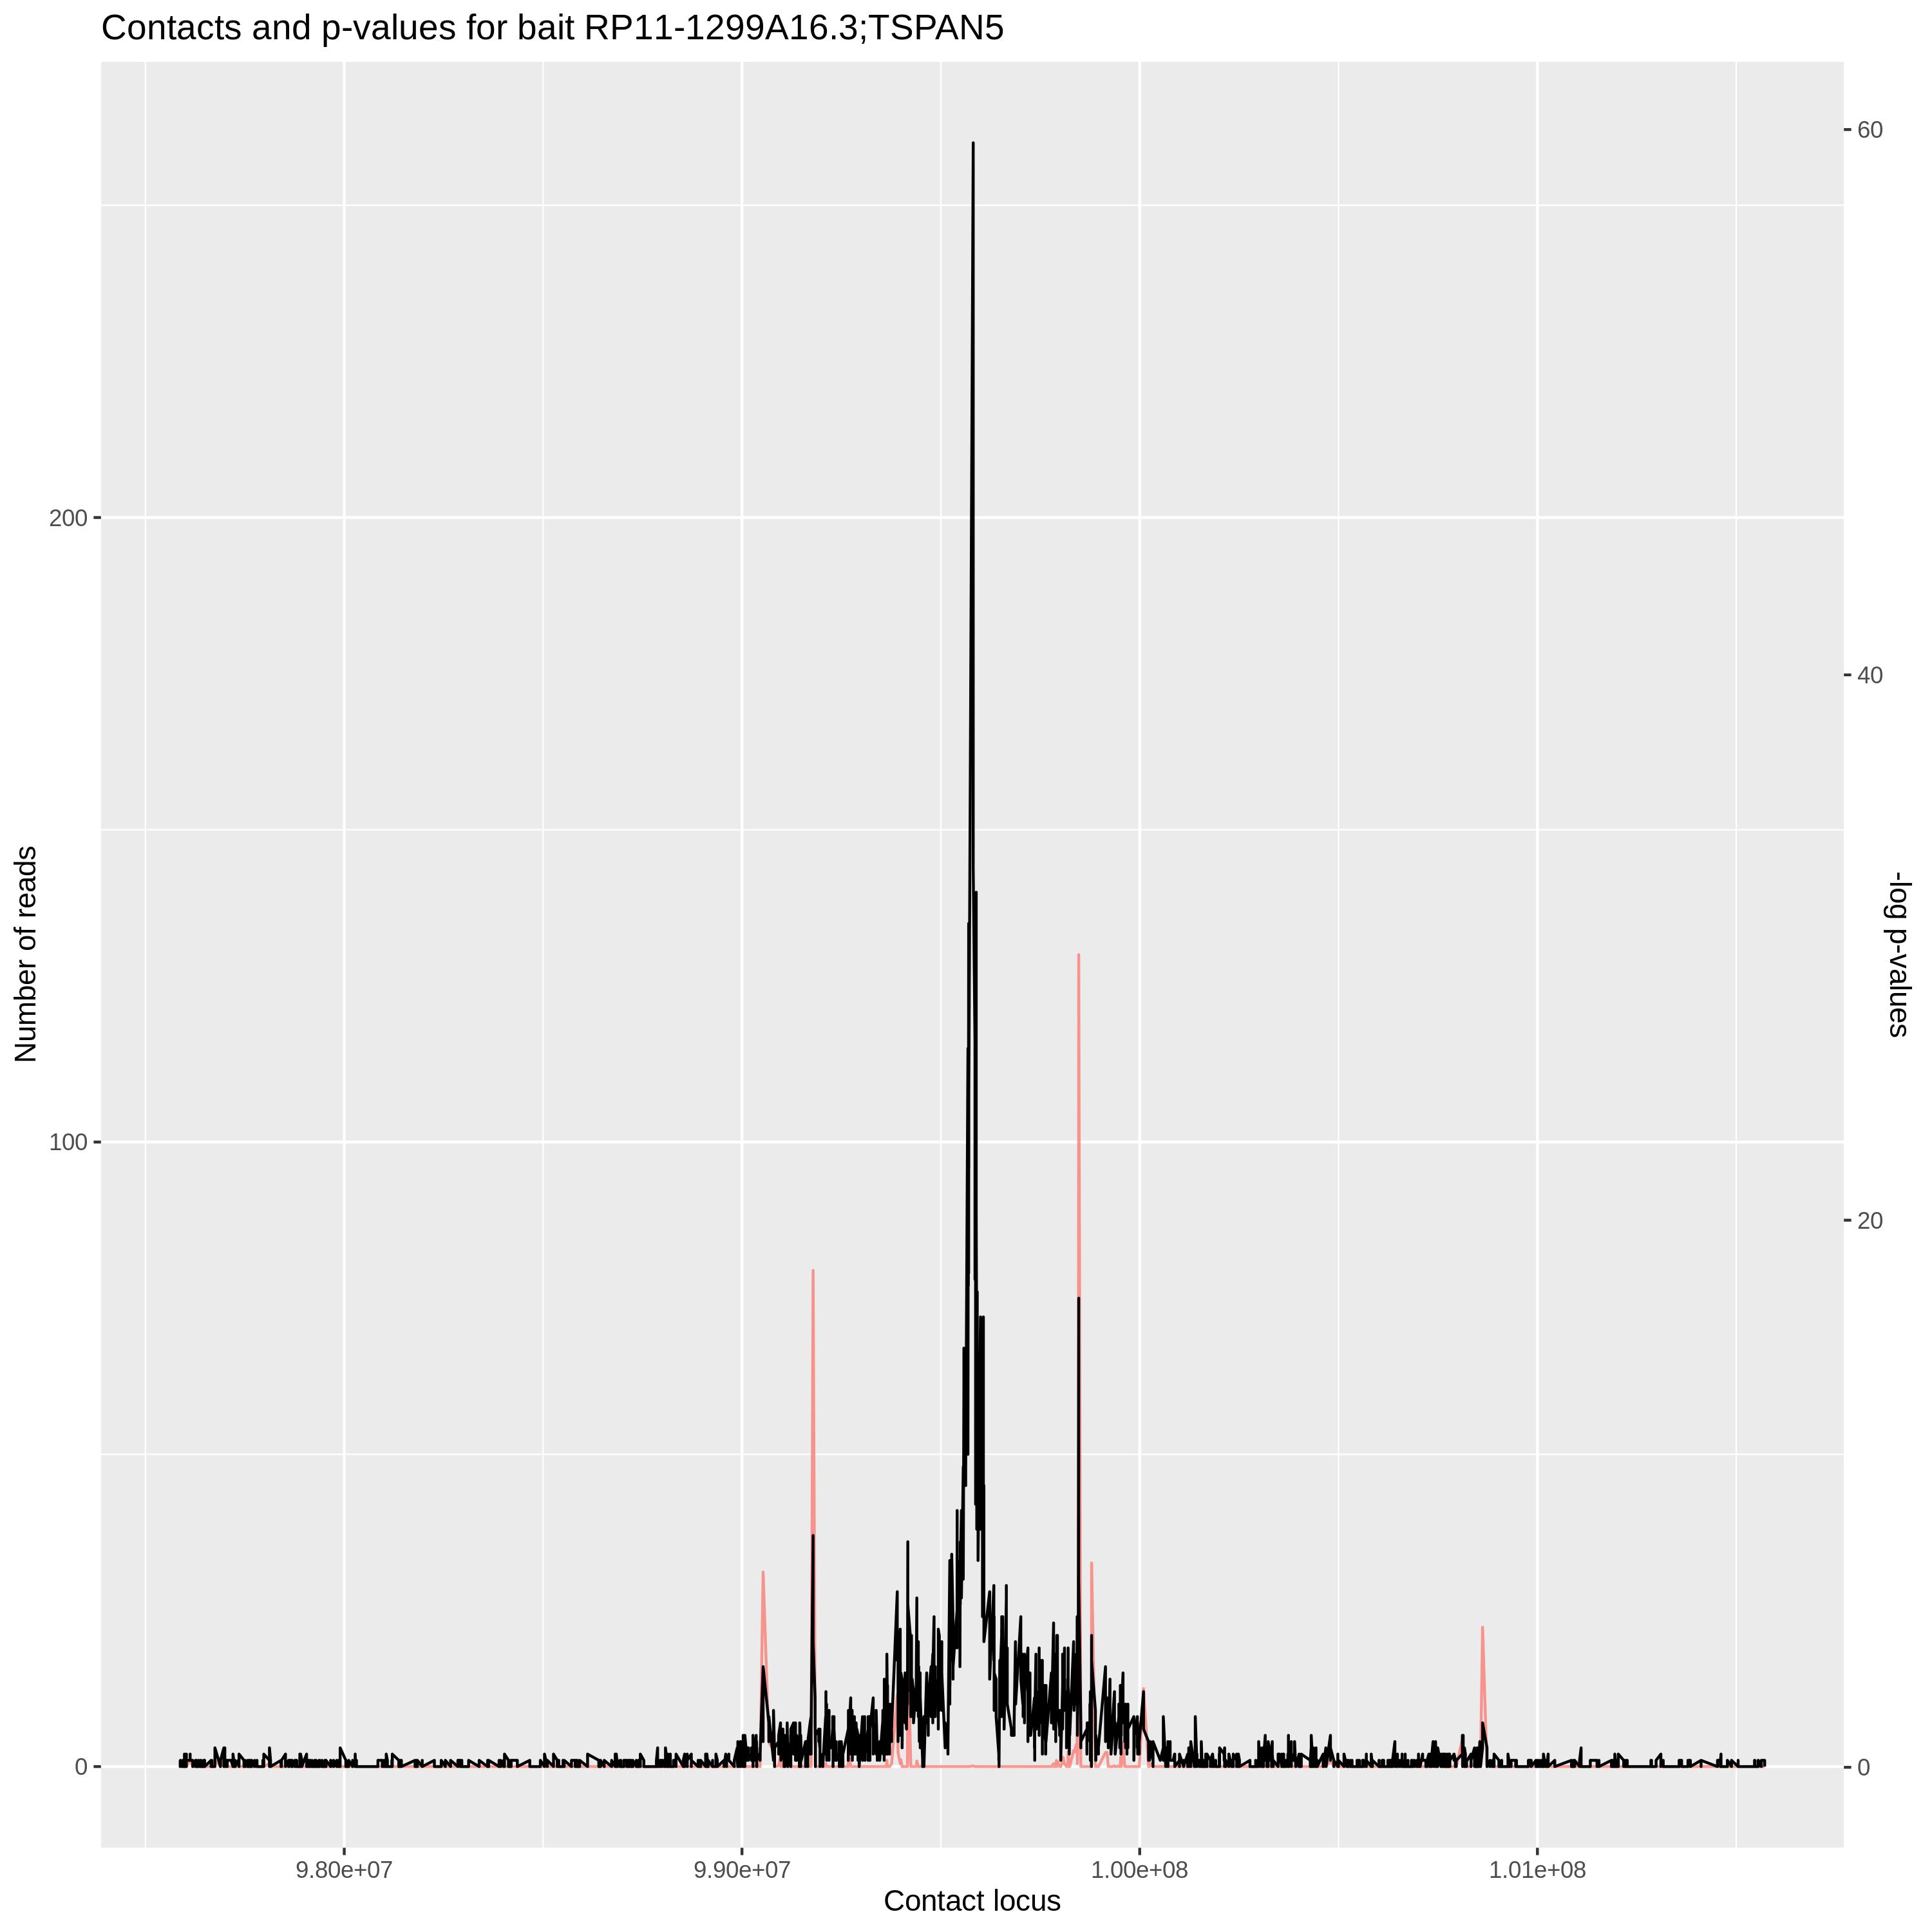 Contacts and p-values for bait RP11-1299A16.3;TSPAN5
Number of reads
200
100
0
60
40
20
0
-log p-values
9.80e+07 9.90e+07 1.00e+08 1.01e+08
Contact locus